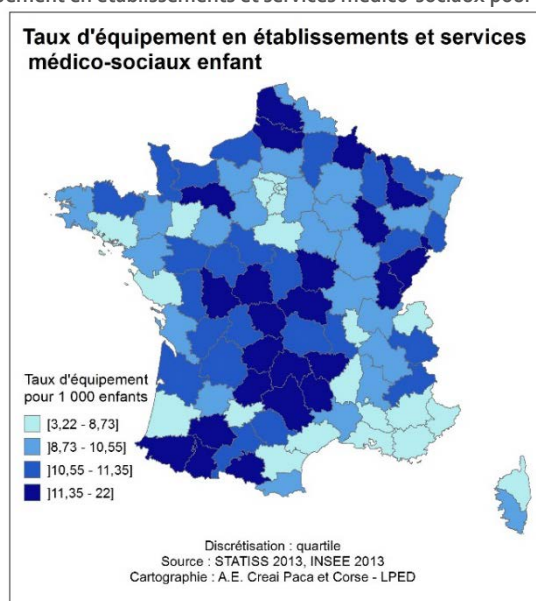 Taux d'équipement en établissements et services
médico-sociaux enfant
Taux d'équipement
pour 1 000 enfants
[3,22 - 8,73]
]8,73 - 10,55]
]10,55 - 11,35]
]11,35 - 22]
Discrétisation : quartile
Source : STATISS 2013, INSEE 2013
Cartographie : A.E. Creai Paca et Corse - LPED